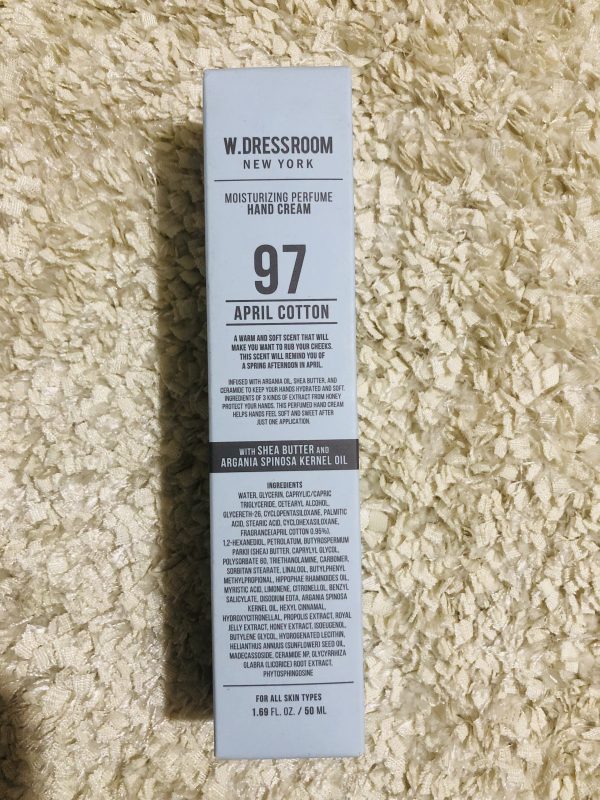 W.DRESSROOM
NEW YORK
MOISTURIZING PERFUME
HAND CREAM
97
APRIL COTTON
A WARM AND SOFT SCENT THAT WILL
MAKE YOU WANT TO RUB YOUR CHEEKS.
THIS SCENT WILL REMIND YOU OF
A SPRING AFTERNOON IN APRIL.
INFUSED WITH ARGANIA OIL, SHEA BUTTER, AND
CERAMIDE TO KEEP YOUR HANDS HYDRATED AND SOFT.
INGREDIENTS OF 3 KINDS OF EXTRACT FROM HONEY
PROTECT YOUR HANDS. THIS PERFUMED HAND CREAM
HELPS HANDS FEEL SOFT AND SWEET AFTER
JUST ONE APPLICATION.
WITH SHEA BUTTER AND
ARGANIA SPINOSA KERNEL OIL
INGREDIENTS
WATER, GLYCERIN, CAPRYLIC/CAPRIC
TRIGLYCERIDE, CETEARYL ALCOHOL,
GLYCERETH-26, CYCLOPENTASILOXANE, PALMITIC
ACID, STEARIC ACID, CYCLOHEXASILOXANE,
FRAGRANCE(APRIL COTTON 0.95%),
1,2-HEXANEDIOL, PETROLATUM, BUTYROSPERMUM
PARKII (SHEA) BUTTER, CAPRYLYL GLYCOL,
POLYSORBATE 60, TRIETHANOLAMINE, CARBOMER,
SORBITAN STEARATE, LINALOOL, BUTYLPHENYL
METHYLPROPIONAL, HIPPOPHAE RHAMNOIDES OIL,
MYRISTIC ACID, LIMONENE, CITRONELLOL, BENZYL
SALICYLATE, DISODIUM EDTA, ARGANIA SPINOSA
KERNEL OIL, HEXYL CINNAMAL,
HYDROXYCITRONELLAL, PROPOLIS EXTRACT, ROYAL
JELLY EXTRACT, HONEY EXTRACT, ISOEUGENOL,
BUTYLENE GLYCOL, HYDROGENATED LECITHIN,
HELIANTHUS ANNUUS (SUNFLOWER) SEED OIL,
MADECASSOSIDE, CERAMIDE NP, GLYCYRRHIZA
GLABRA (LICORICE) ROOT EXTRACT,
PHYTOSPHINGOSINE
FOR ALL SKIN TYPES
1.69 FL. OZ. / 50 ML